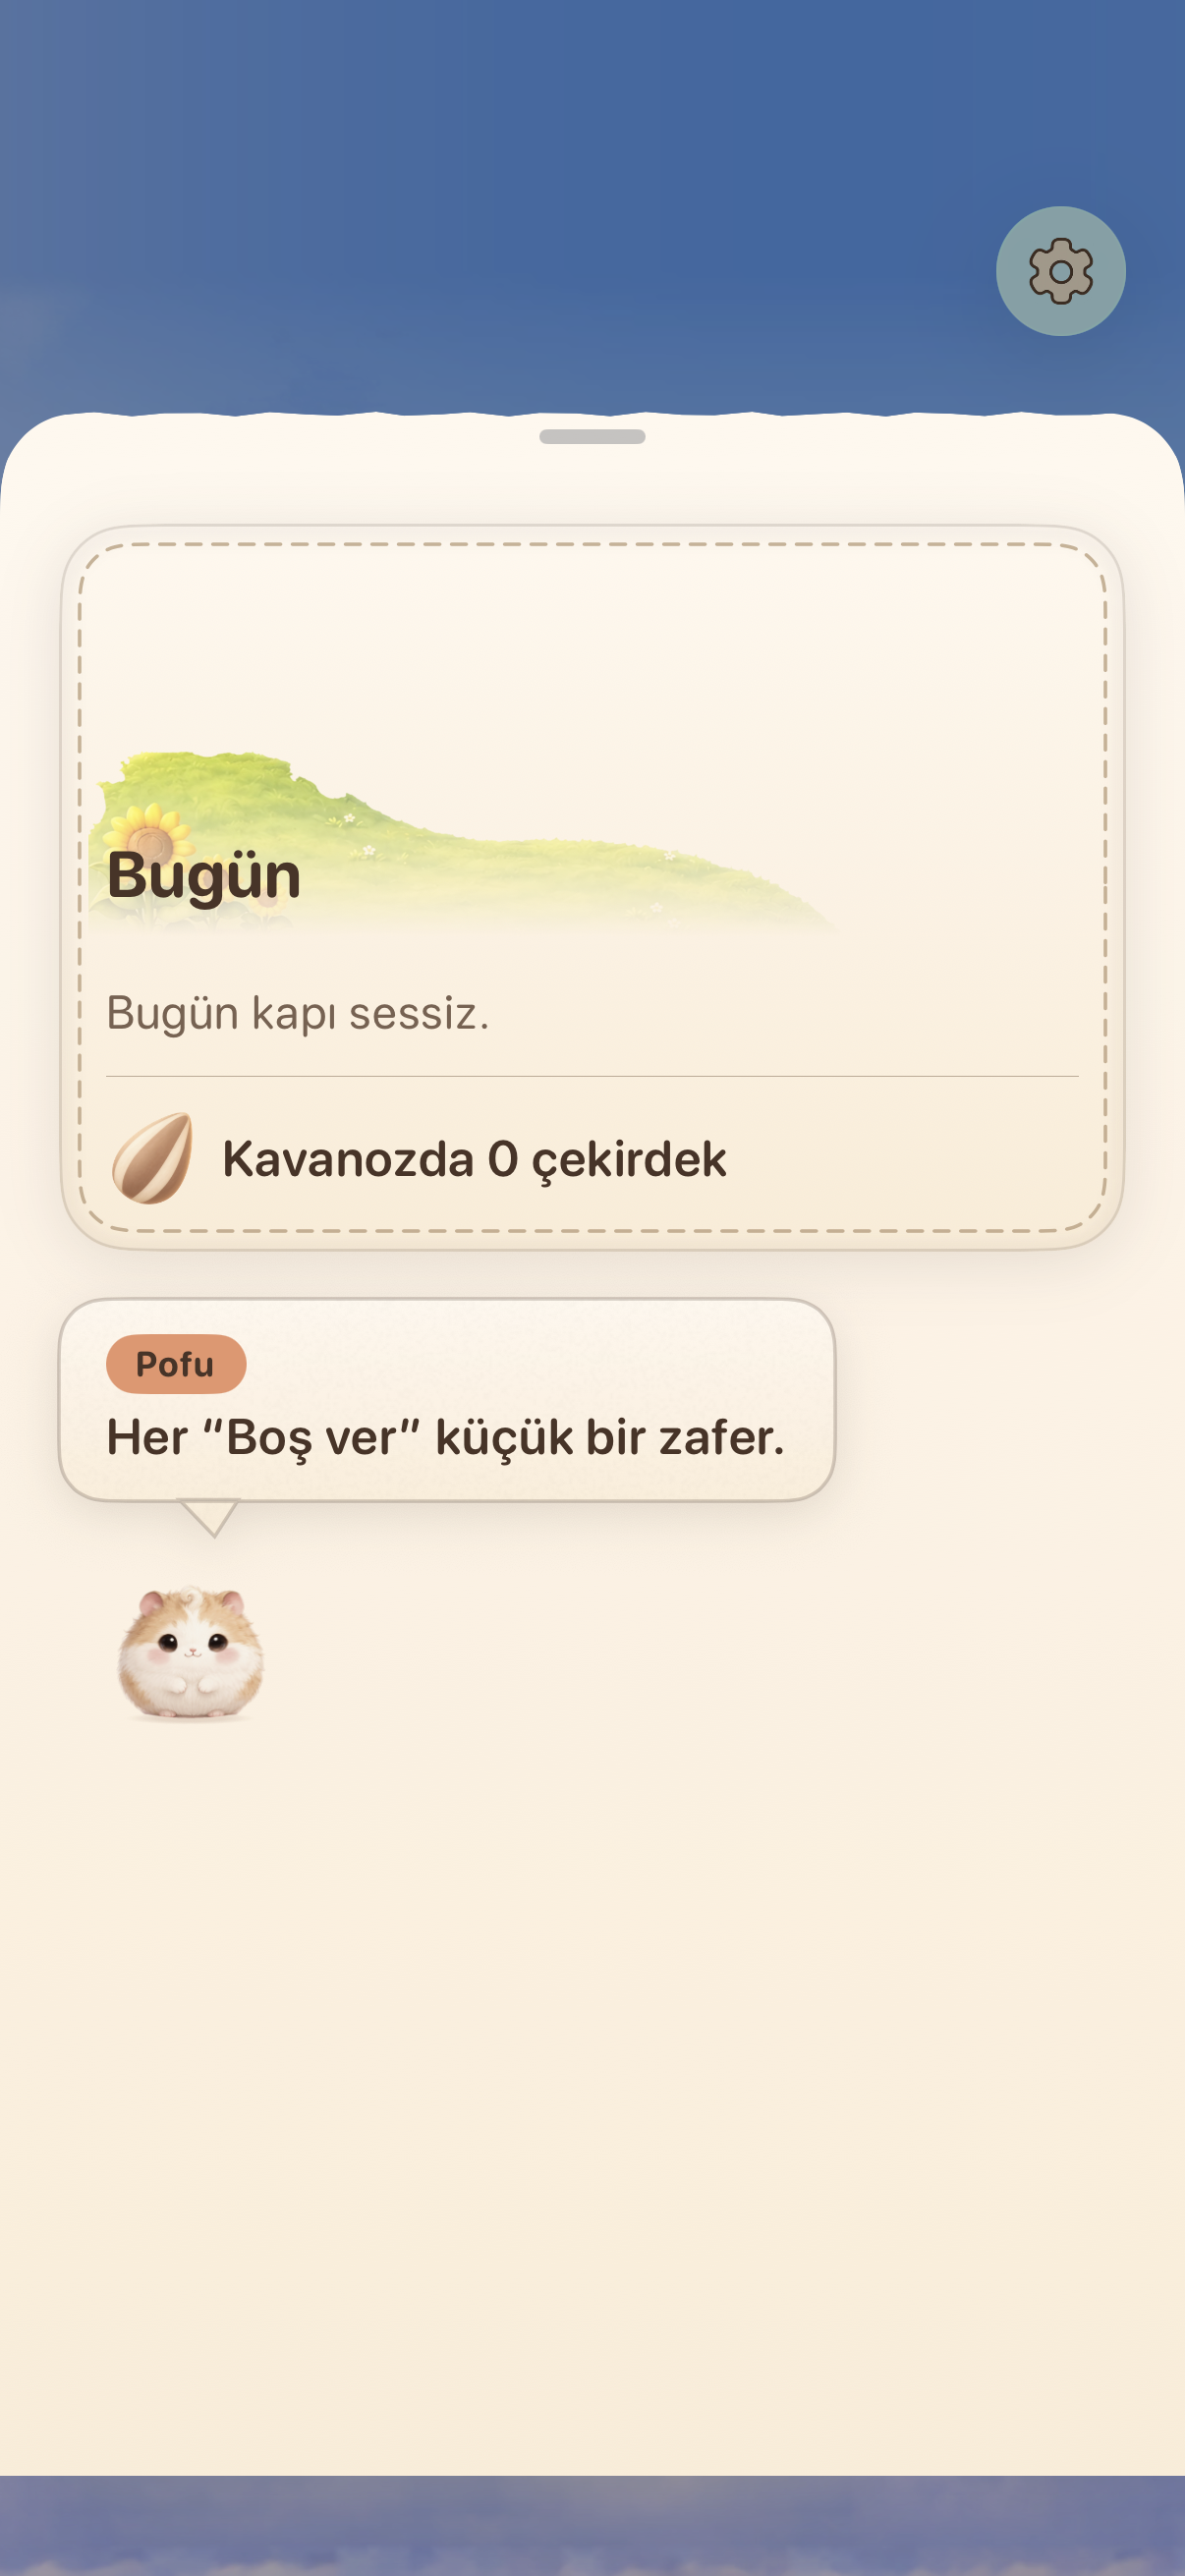 Bugün
Bugün kapı sessiz.
Kavanozda 0 çekirdek
Pofu
Her “Boş ver” küçük bir zafer.